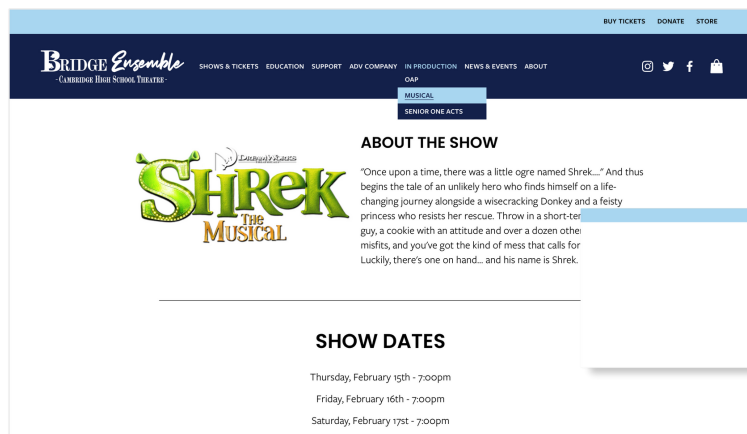 BUY TICKETS DONATE STORE
BRIDGE Ensemble
- CAMBRIDGE HIGH SCHOOL THEATRE -
SHOWS & TICKETS EDUCATION SUPPORT ADV COMPANY IN PRODUCTION NEWS & EVENTS ABOUT
OAP
MUSICAL
SENIOR ONE ACTS
DREAMWORKS
SHREK
THE
MUSICAL
ABOUT THE SHOW
"Once upon a time, there was a little ogre named Shrek...." And thus
begins the tale of an unlikely hero who finds himself on a life-
changing journey alongside a wisecracking Donkey and a feisty
princess who resists her rescue. Throw in a short-ter
guy, a cookie with an attitude and over a dozen othe
misfits, and you've got the kind of mess that calls for
Luckily, there's one on hand... and his name is Shrek.
SHOW DATES
Thursday, February 15th - 7:00pm
Friday, February 16th - 7:00pm
Saturday, February 17st - 7:00pm